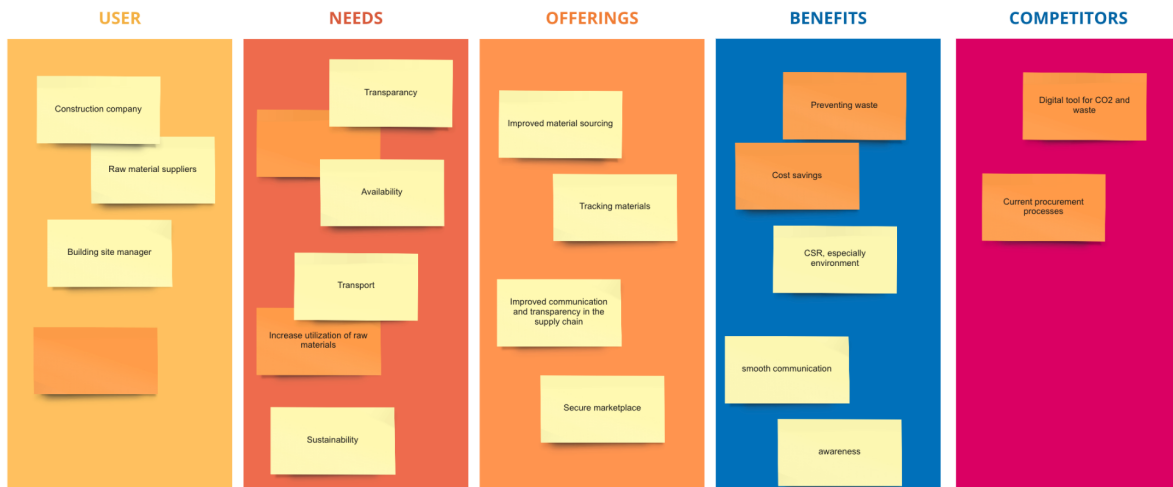 USER
Construction company
Raw material suppliers
Building site manager
NEEDS
Transparancy
Availability
Transport
Increase utilization of raw
materials
Sustainability
OFFERINGS
Improved material sourcing
Tracking materials
Improved communication
and transparency in the
supply chain
Secure marketplace
BENEFITS
Preventing waste
Cost savings
CSR, especially
environment
smooth communication
awareness
COMPETITORS
Digital tool for CO2 and
waste
Current procurement
processes